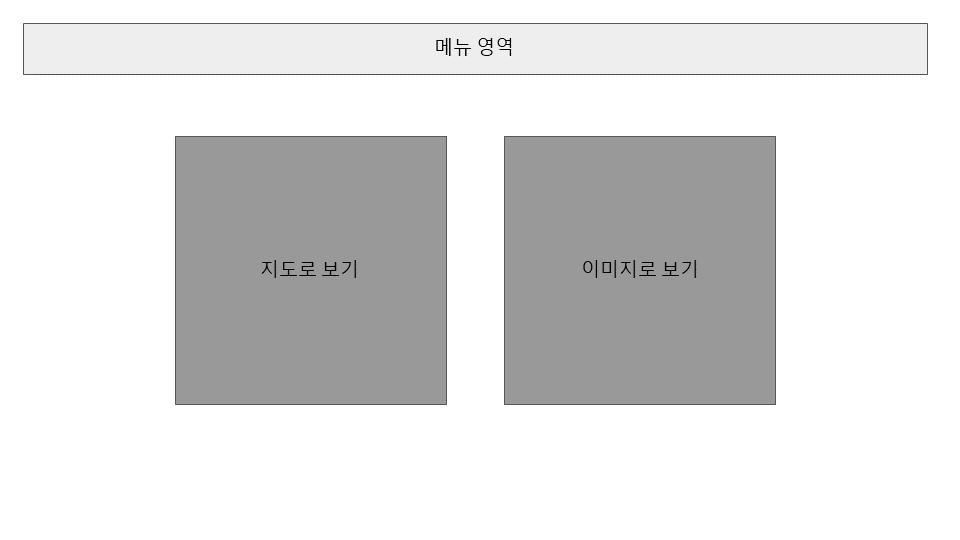 메뉴 영역
지도로 보기
이미지로 보기